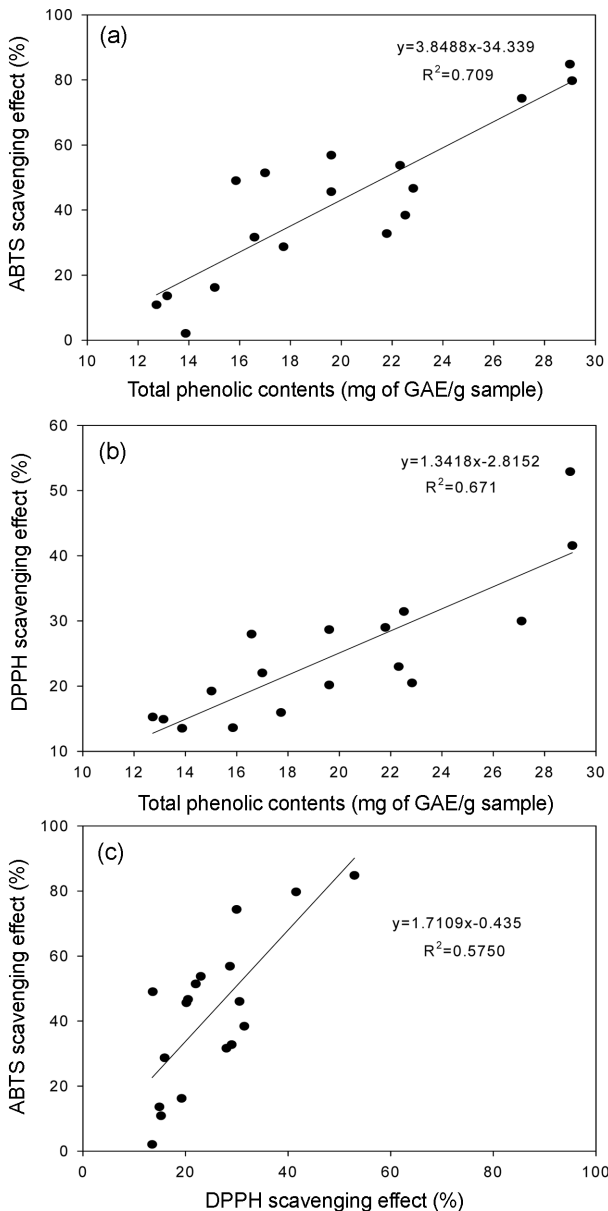 (a)
y=3.8488x-34.339
R²=0.709
ABTS scavenging effect (%)
100
80
60
40
20
0
10 12 14 16 18 20 22 24 26 28 30
Total phenolic contents (mg of GAE/g sample)
(b)
y=1.3418x-2.8152
R²=0.671
DPPH scavenging effect (%)
60
50
40
30
20
10
10 12 14 16 18 20 22 24 26 28 30
Total phenolic contents (mg of GAE/g sample)
(c)
y=1.7109x-0.435
R²=0.5750
ABTS scavenging effect (%)
100
80
60
40
20
0
0 20 40 60 80 100
DPPH scavenging effect (%)